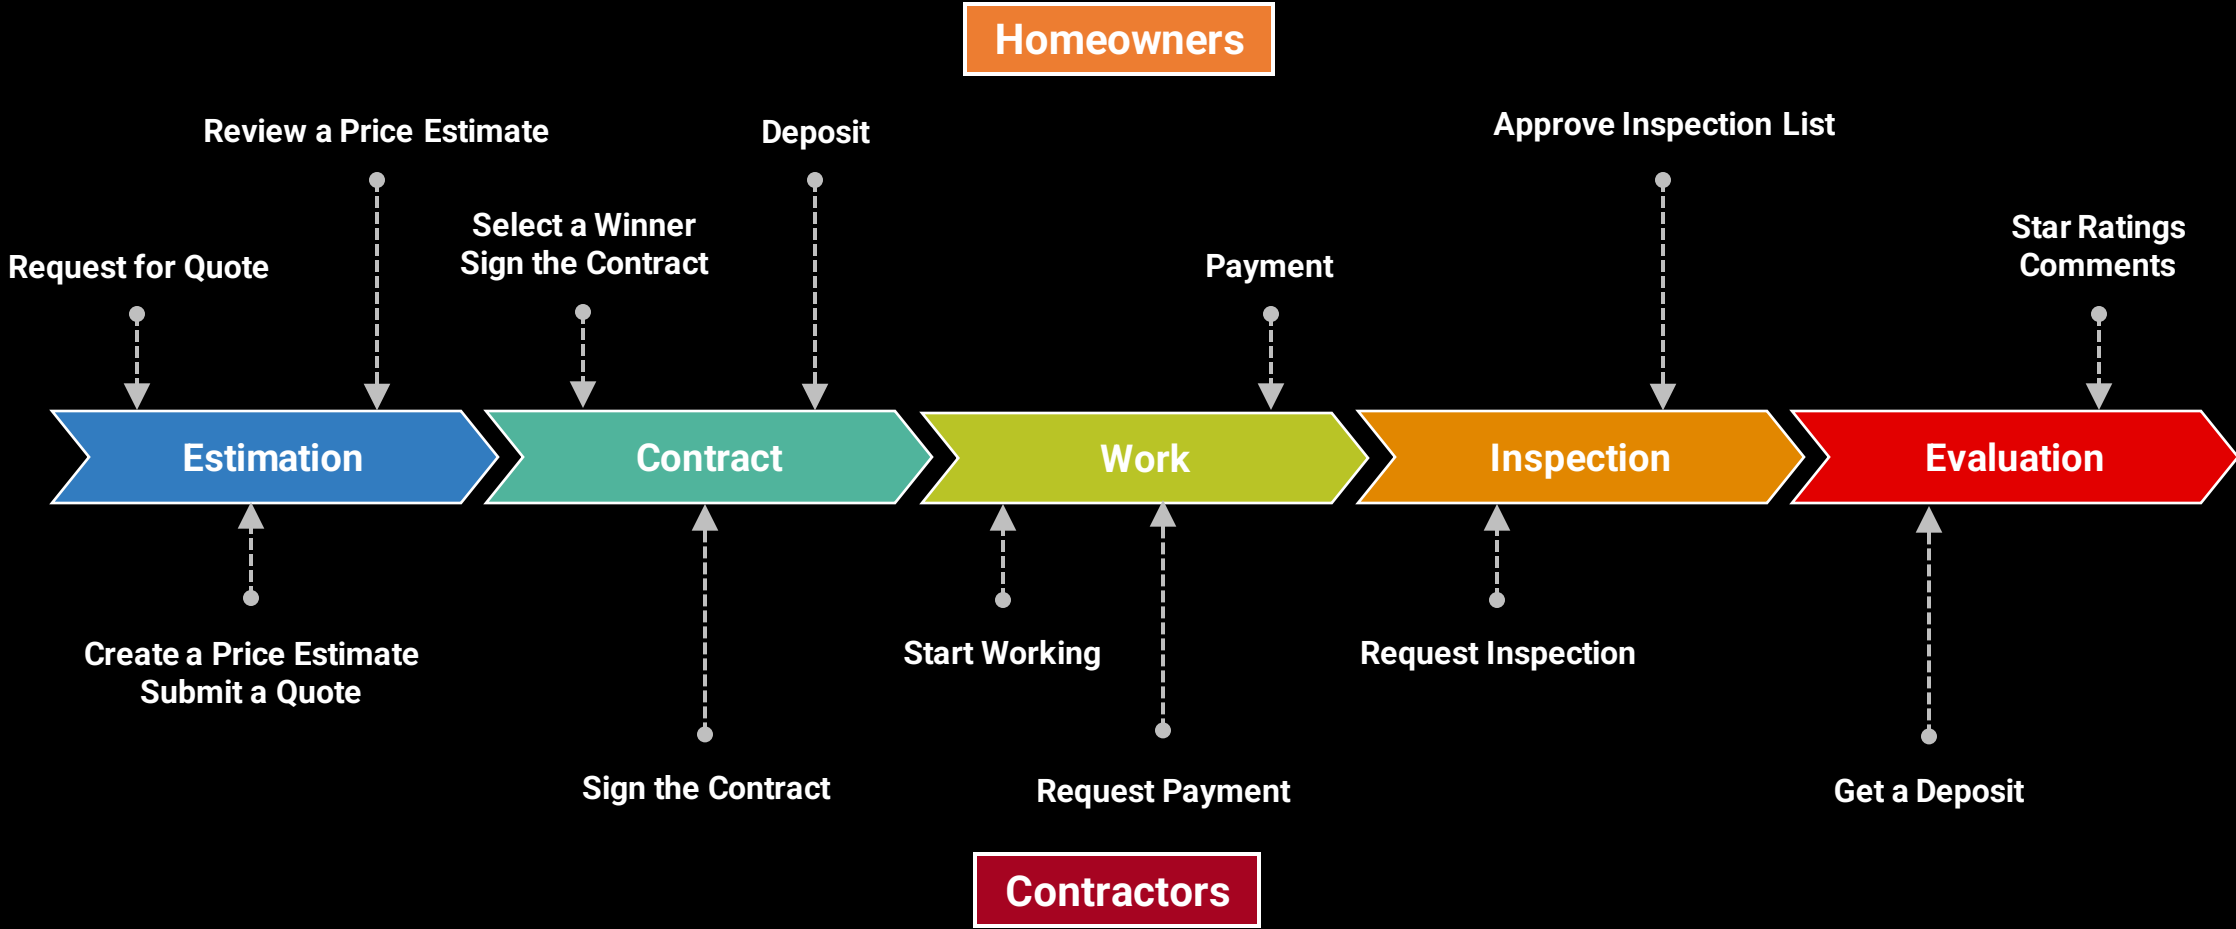 Homeowners
Review a Price Estimate
Deposit
Approve Inspection List
Request for Quote
Select a Winner
Sign the Contract
Payment
Star Ratings
Comments
Estimation
Contract
Work
Inspection
Evaluation
Create a Price Estimate
Submit a Quote
Start Working
Request Inspection
Sign the Contract
Request Payment
Get a Deposit
Contractors